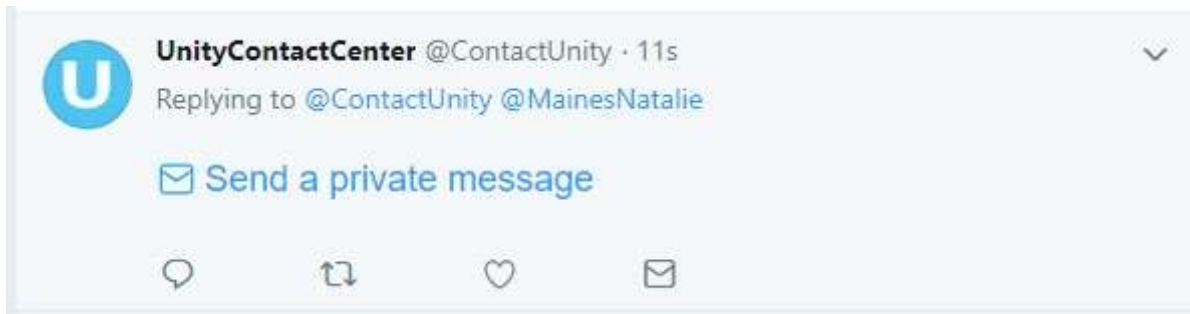 U
UnityContactCenter @ContactUnity · 11s
Replying to @ContactUnity @MainesNatalie
Send a private message